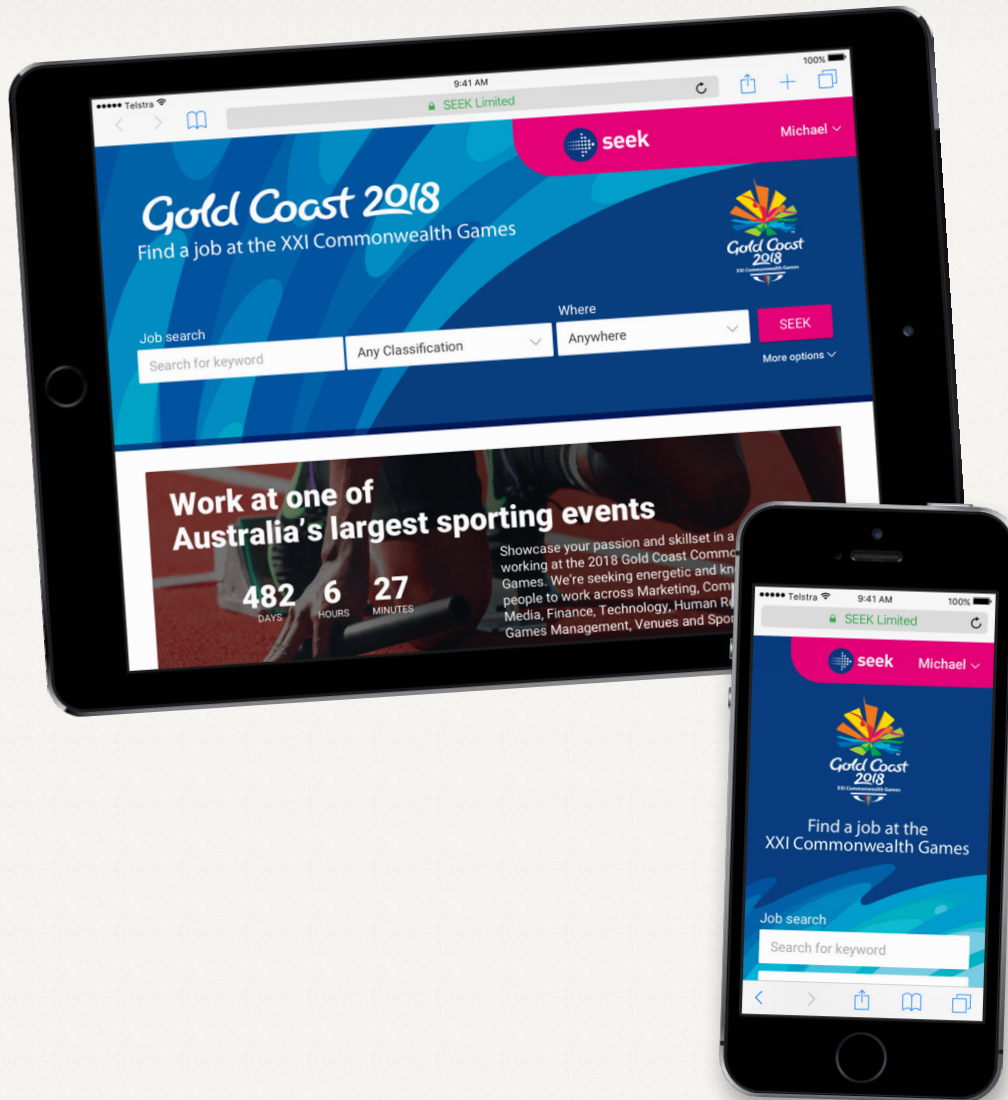 Telstra
9:41 AM
100%
SEEK Limited
seek
Michael
Gold Coast 2018
Find a job at the XXI Commonwealth Games
Gold Coast
2018
XXI Commonwealth Games
Job search
Where
Search for keyword
Any Classification
Anywhere
SEEK
More options
Work at one of
Australia's largest sporting events
482
6
27
DAYS
HOURS
MINUTES
Showcase your passion and skillset in a
working at the 2018 Gold Coast Commo
Games. We're seeking energetic and kn
people to work across Marketing, Com
Media, Finance, Technology, Human Re
Games Management, Venues and Spor
Telstra
9:41 AM
100%
SEEK Limited
seek
Michael
Gold Coast
2018
XXI Commonwealth Games
Find a job at the
XXI Commonwealth Games
Job search
Search for keyword